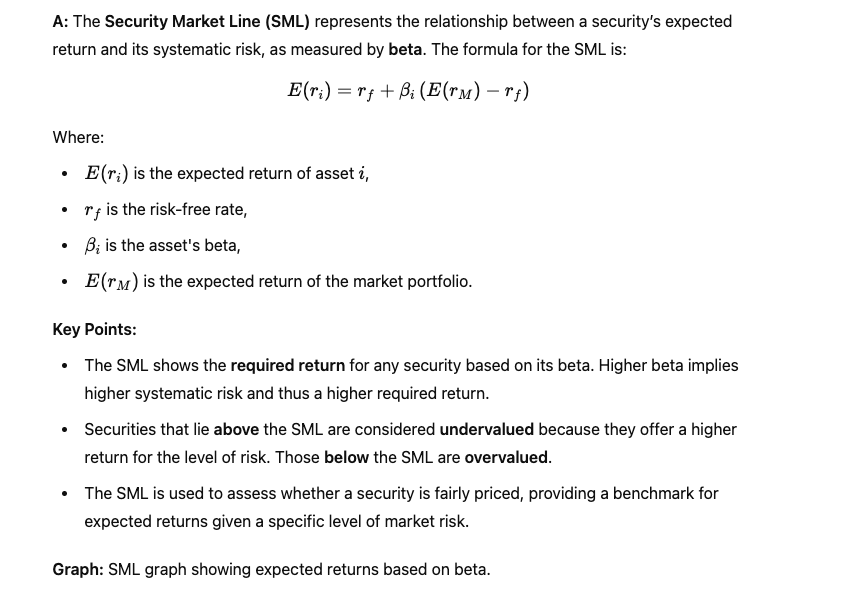 A: The Security Market Line (SML) represents the relationship between a security's expected
return and its systematic risk, as measured by beta. The formula for the SML is:
E(rᵢ) = r_f + βᵢ (E(r_M) − r_f)
Where:
• E(rᵢ) is the expected return of asset i,
• r_f is the risk-free rate,
• βᵢ is the asset's beta,
• E(r_M) is the expected return of the market portfolio.
Key Points:
• The SML shows the required return for any security based on its beta. Higher beta implies
higher systematic risk and thus a higher required return.
• Securities that lie above the SML are considered undervalued because they offer a higher
return for the level of risk. Those below the SML are overvalued.
• The SML is used to assess whether a security is fairly priced, providing a benchmark for
expected returns given a specific level of market risk.
Graph: SML graph showing expected returns based on beta.